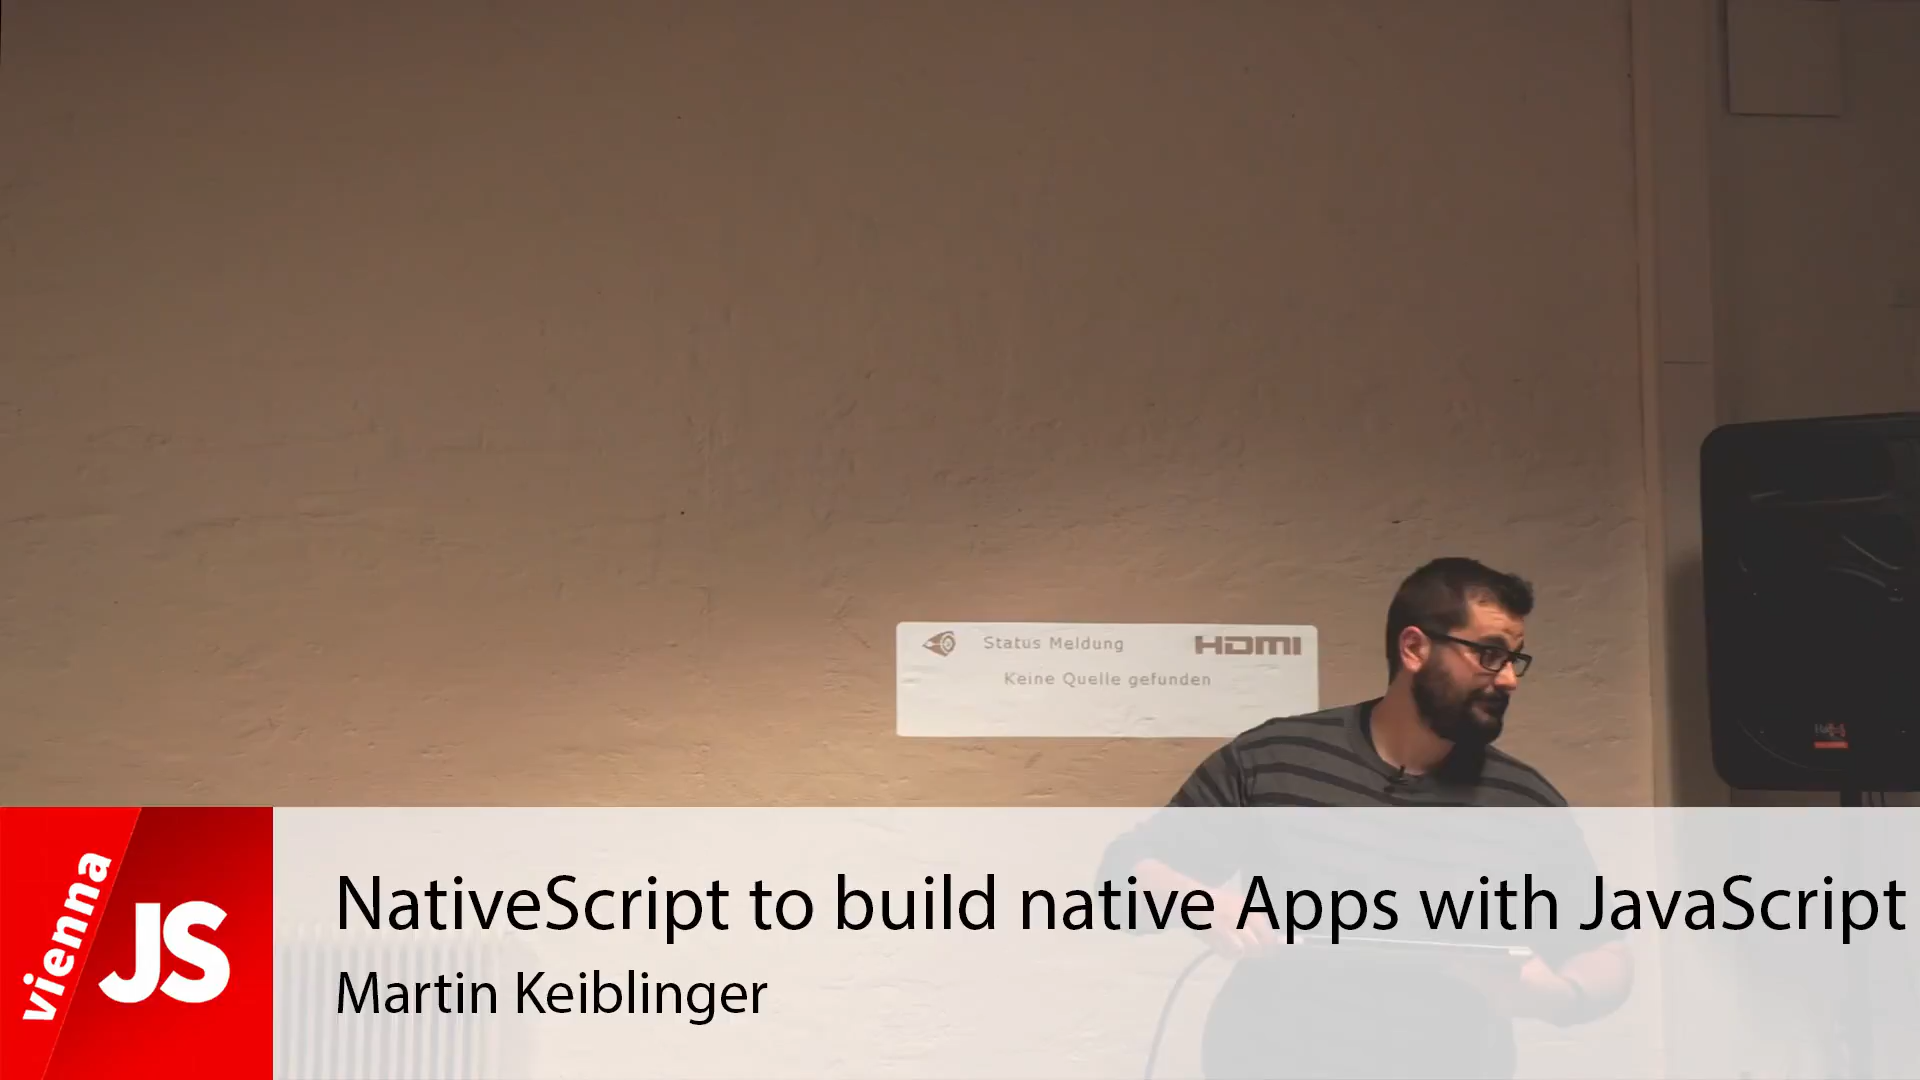 Status Meldung HDMI
Keine Quelle gefunden
vienna
JS
NativeScript to build native Apps with JavaScript
Martin Keiblinger